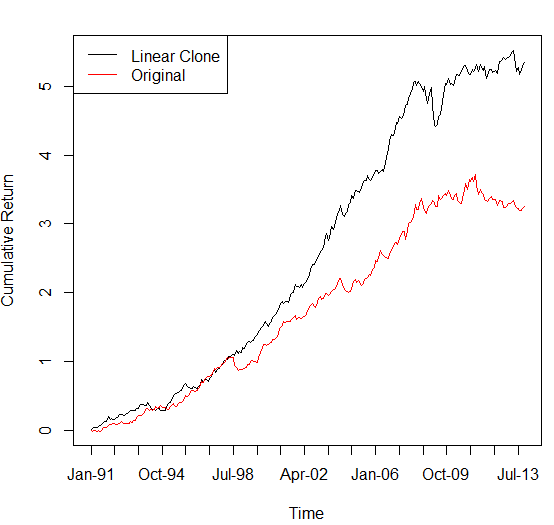 Linear Clone
Original
Cumulative Return
5
4
3
2
1
0
Jan-91 Oct-94 Jul-98 Apr-02 Jan-06 Oct-09 Jul-13
Time